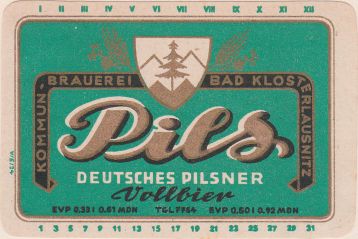 I II III IV V VI VII VIII IX X XI XII
KOMMUN-BRAUEREI BAD KLOSTERLAUSNITZ
Pils
DEUTSCHES PILSNER
Vollbier
EVP 0,33 l 0.61 MDN TGL 7764 EVP 0,50 l 0.92 MDN
1 3 5 7 9 11 13 15 17 19 21 23 25 27 29 31